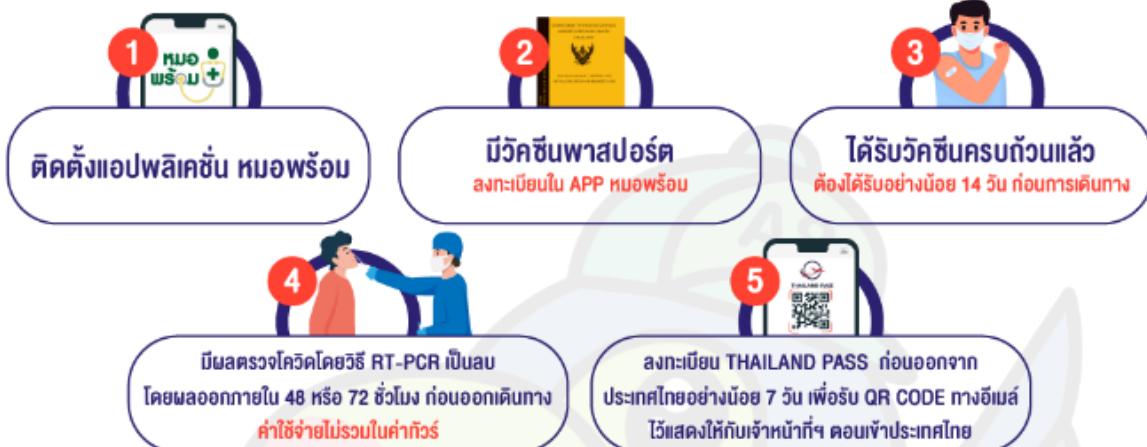 1
หมอ
พร้อม
ติดตั้งแอปพลิเคชั่น หมอพร้อม
2
มีวัคซีนพาสปอร์ต
ลงทะเบียนใน APP หมอพร้อม
3
ได้รับวัคซีนครบถ้วนแล้ว
ต้องได้รับอย่างน้อย 14 วัน ก่อนการเดินทาง
4
มีผลตรวจโควิดโดยวิธี RT-PCR เป็นลบ
โดยผลออกภายใน 48 หรือ 72 ชั่วโมง ก่อนออกเดินทาง
ค่าใช้จ่ายไม่รวมในค่าทัวร์
5
THAILAND PASS
ลงทะเบียน THAILAND PASS ก่อนออกจาก
ประเทศไทยอย่างน้อย 7 วัน เพื่อรับ QR CODE ทางอีเมล์
ไว้แสดงให้กับเจ้าหน้าที่ฯ ตอนเข้าประเทศไทย